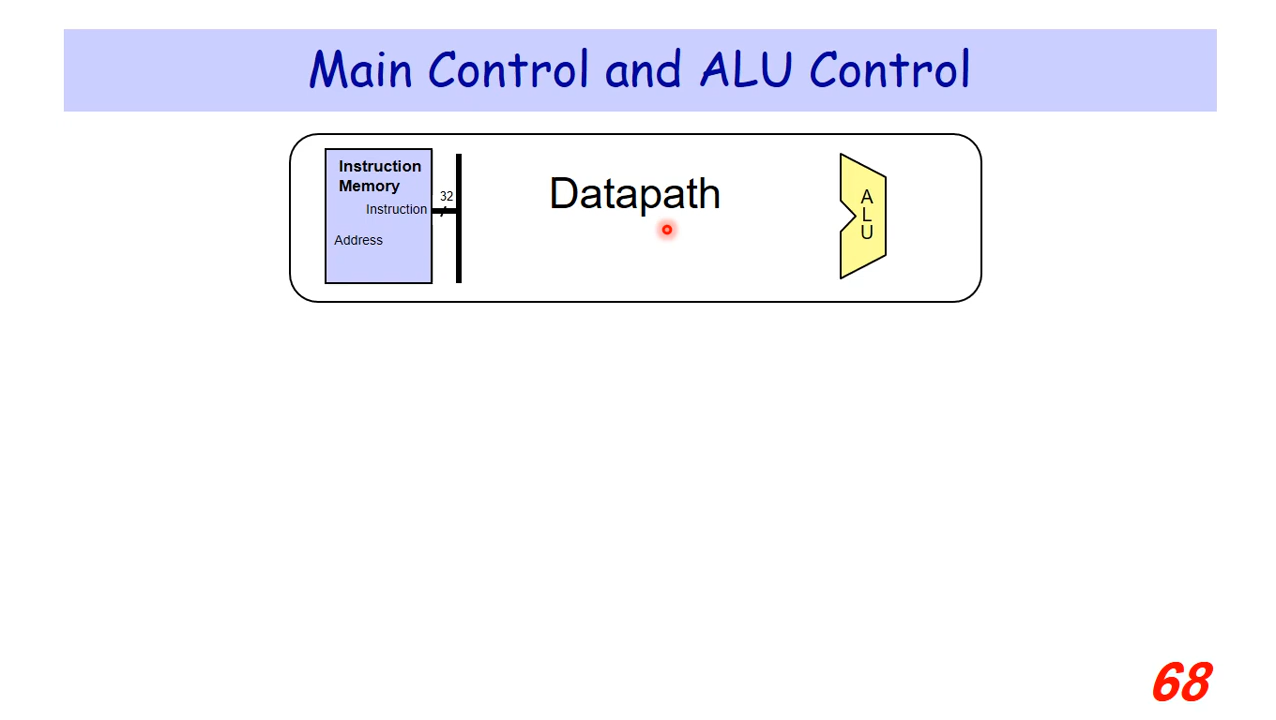 Main Control and ALU Control
Instruction
Memory
32
Instruction
Address
Datapath
A
L
U
68